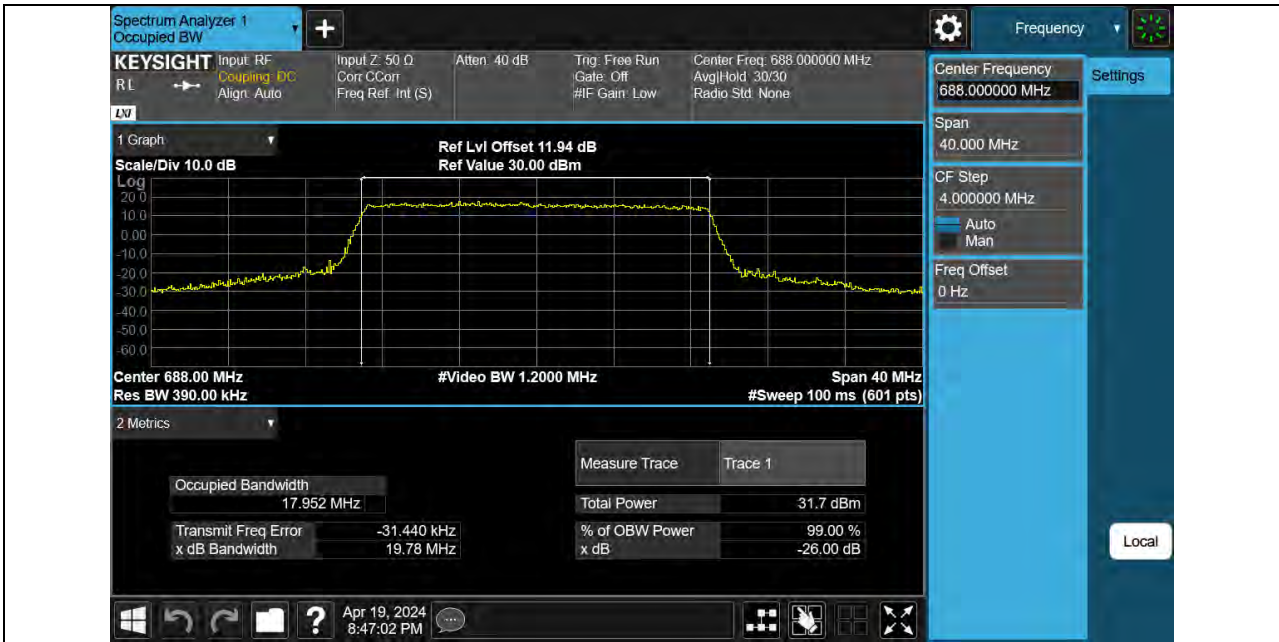 Spectrum Analyzer 1
Occupied BW
Frequency
KEYSIGHT
RL
LXI
Input: RF
Coupling: DC
Align: Auto
Input Z: 50 Ω
Corr CCorr
Freq Ref: Int (S)
Atten: 40 dB
Trig: Free Run
Gate: Off
#IF Gain: Low
Center Freq: 688.000000 MHz
Avg|Hold: 30/30
Radio Std: None
Center Frequency
688.000000 MHz
Settings
Span
40.000 MHz
CF Step
4.000000 MHz
Auto
Man
Freq Offset
0 Hz
Local
1 Graph
Scale/Div 10.0 dB
Ref Lvl Offset 11.94 dB
Ref Value 30.00 dBm
Log
20.0
10.0
0.00
-10.0
-20.0
-30.0
-40.0
-50.0
-60.0
Center 688.00 MHz
#Video BW 1.2000 MHz
Span 40 MHz
Res BW 390.00 kHz
#Sweep 100 ms (601 pts)
2 Metrics
Measure Trace
Trace 1
Occupied Bandwidth
17.952 MHz
Total Power
31.7 dBm
Transmit Freq Error
-31.440 kHz
% of OBW Power
99.00 %
x dB Bandwidth
19.78 MHz
x dB
-26.00 dB
?
Apr 19, 2024
8:47:02 PM